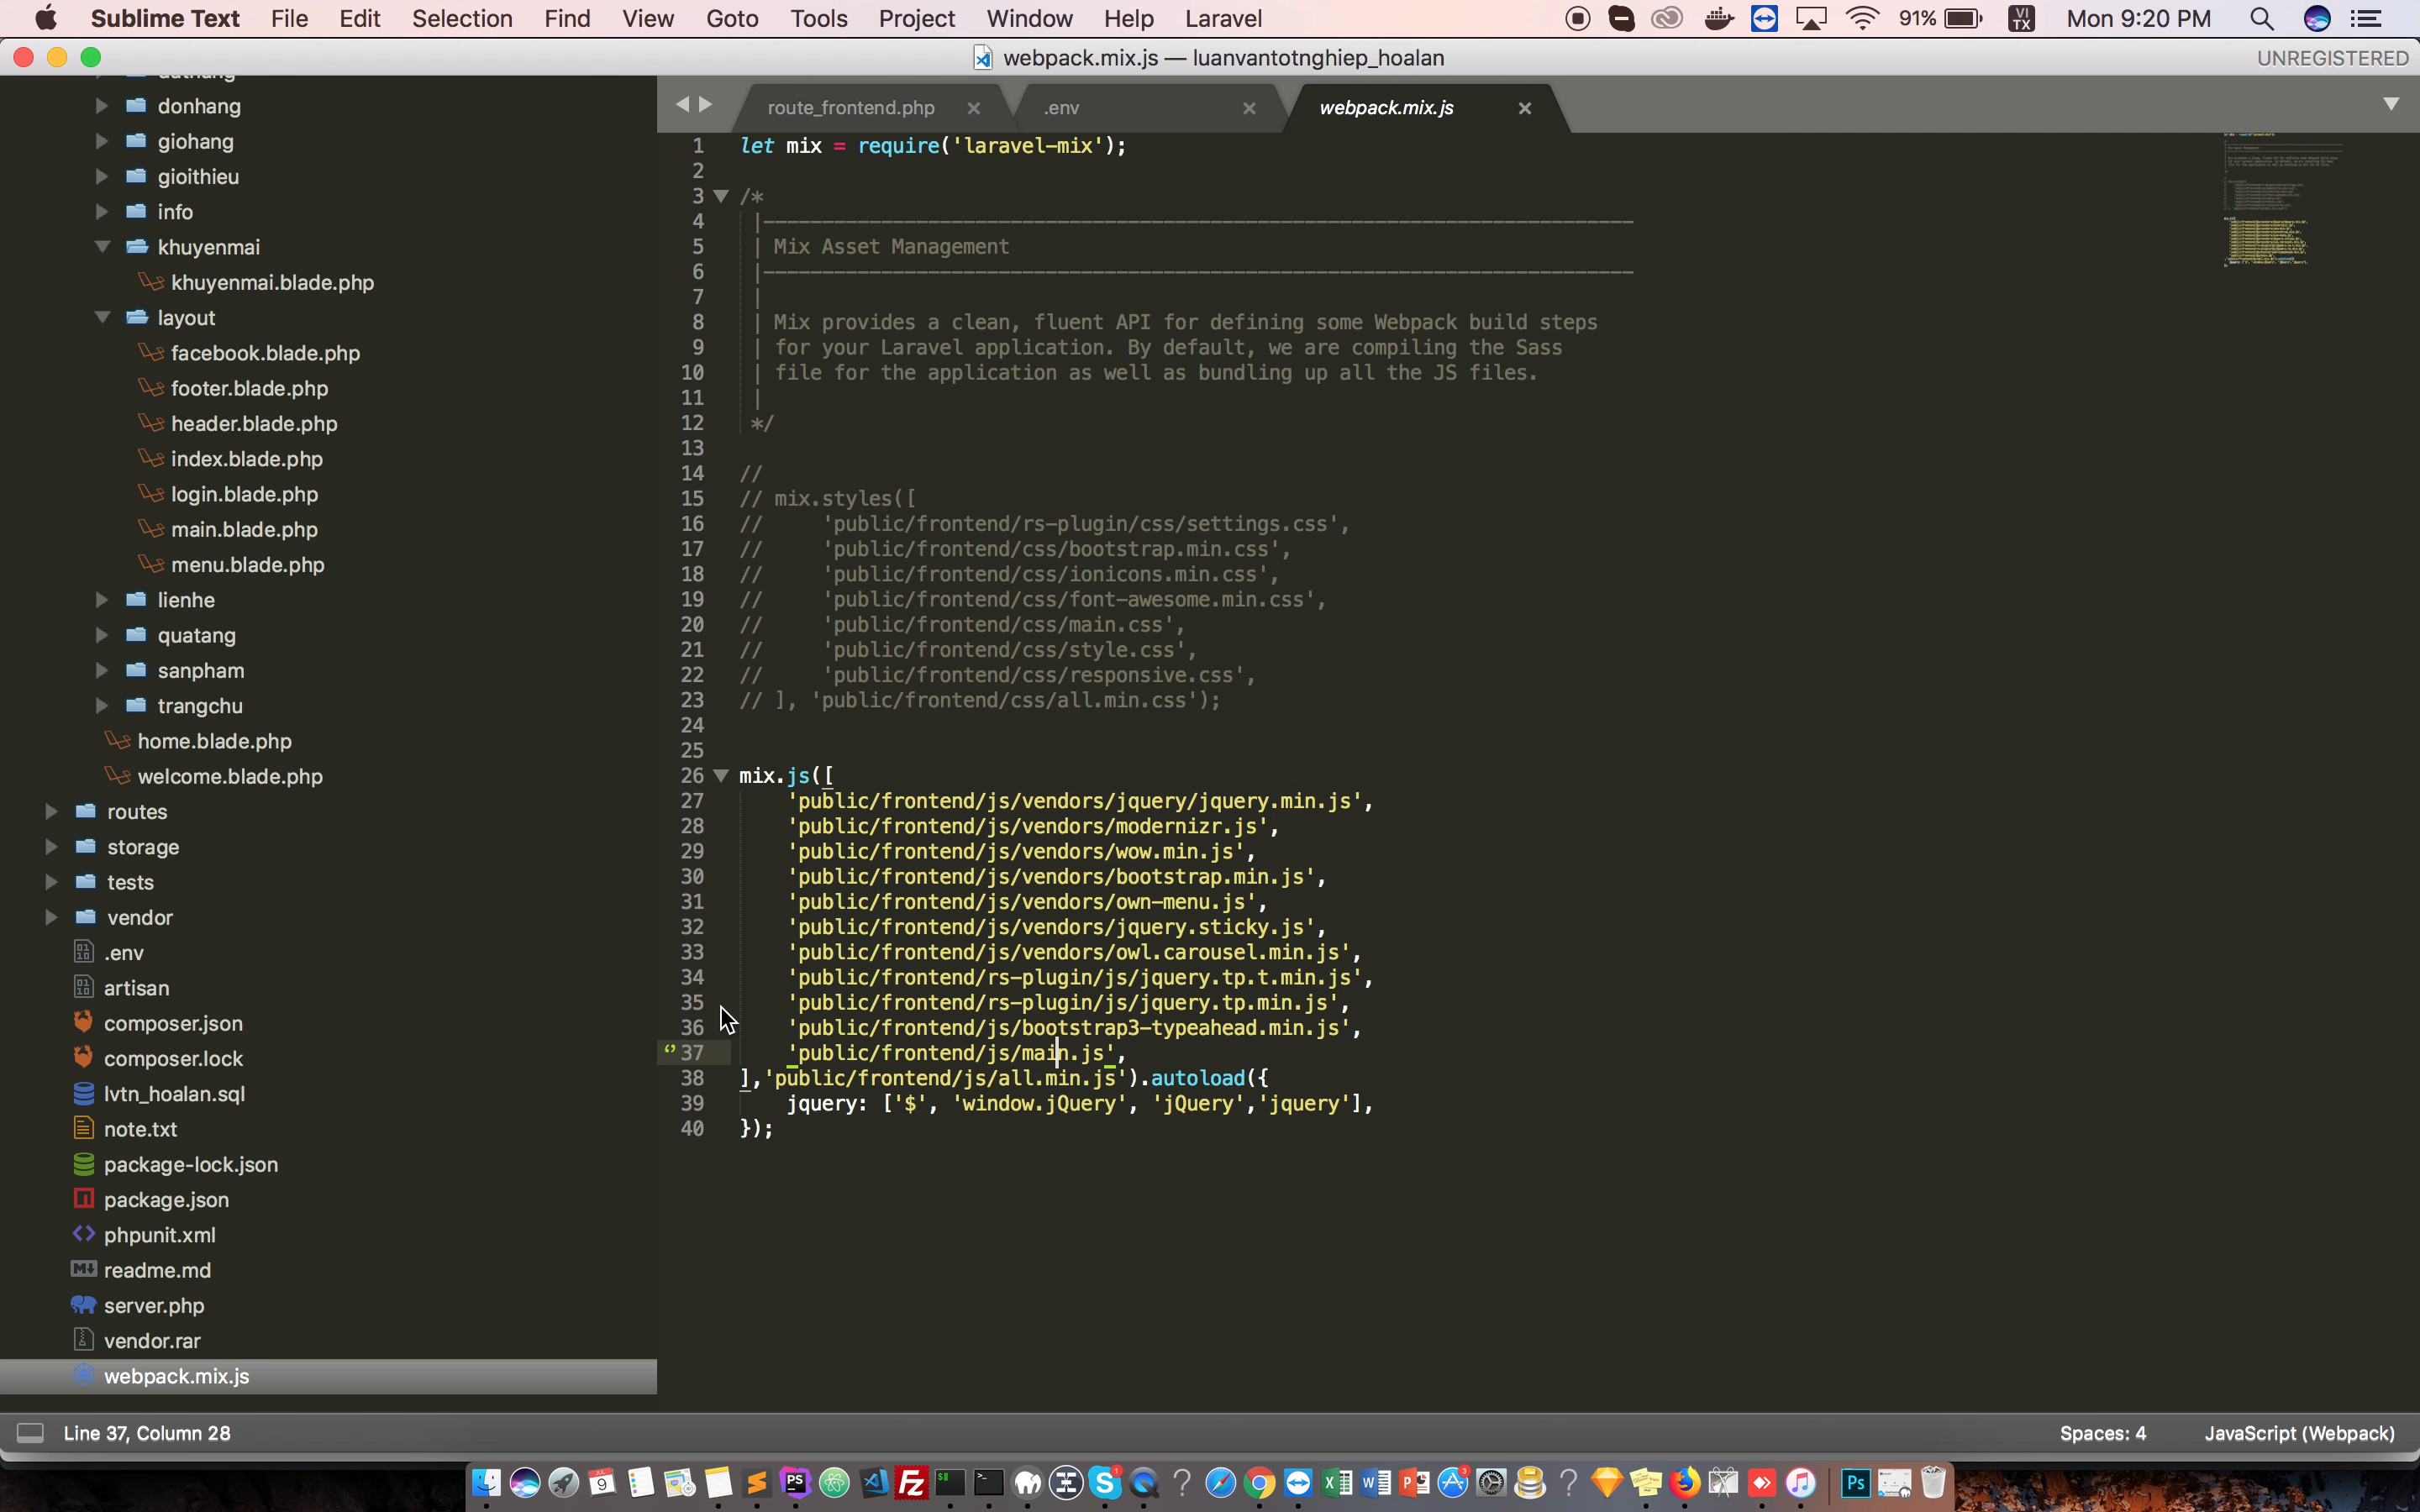 Sublime Text File Edit Selection Find View Goto Tools Project Window Help Laravel 91% VI TX Mon 9:20 PM
webpack.mix.js — luanvantotnghiep_hoalan UNREGISTERED
donhang
giohang
gioithieu
info
khuyenmai
khuyenmai.blade.php
layout
facebook.blade.php
footer.blade.php
header.blade.php
index.blade.php
login.blade.php
main.blade.php
menu.blade.php
lienhe
quatang
sanpham
trangchu
home.blade.php
welcome.blade.php
routes
storage
tests
vendor
.env
artisan
composer.json
composer.lock
lvtn_hoalan.sql
note.txt
package-lock.json
package.json
phpunit.xml
readme.md
server.php
vendor.rar
webpack.mix.js
route_frontend.php × .env × webpack.mix.js ×
1 let mix = require('laravel-mix');
2
3 /*
4 |--------------------------------------------------------------------------
5 | Mix Asset Management
6 |--------------------------------------------------------------------------
7 |
8 | Mix provides a clean, fluent API for defining some Webpack build steps
9 | for your Laravel application. By default, we are compiling the Sass
10 | file for the application as well as bundling up all the JS files.
11 |
12 */
13
14 //
15 // mix.styles([
16 // 'public/frontend/rs-plugin/css/settings.css',
17 // 'public/frontend/css/bootstrap.min.css',
18 // 'public/frontend/css/ionicons.min.css',
19 // 'public/frontend/css/font-awesome.min.css',
20 // 'public/frontend/css/main.css',
21 // 'public/frontend/css/style.css',
22 // 'public/frontend/css/responsive.css',
23 // ], 'public/frontend/css/all.min.css');
24
25
26 mix.js([
27 'public/frontend/js/vendors/jquery/jquery.min.js',
28 'public/frontend/js/vendors/modernizr.js',
29 'public/frontend/js/vendors/wow.min.js',
30 'public/frontend/js/vendors/bootstrap.min.js',
31 'public/frontend/js/vendors/own-menu.js',
32 'public/frontend/js/vendors/jquery.sticky.js',
33 'public/frontend/js/vendors/owl.carousel.min.js',
34 'public/frontend/rs-plugin/js/jquery.tp.t.min.js',
35 'public/frontend/rs-plugin/js/jquery.tp.min.js',
36 'public/frontend/js/bootstrap3-typeahead.min.js',
37 'public/frontend/js/main.js',
38 ],'public/frontend/js/all.min.js').autoload({
39 jquery: ['$', 'window.jQuery', 'jQuery','jquery'],
40 });
Line 37, Column 28 Spaces: 4 JavaScript (Webpack)